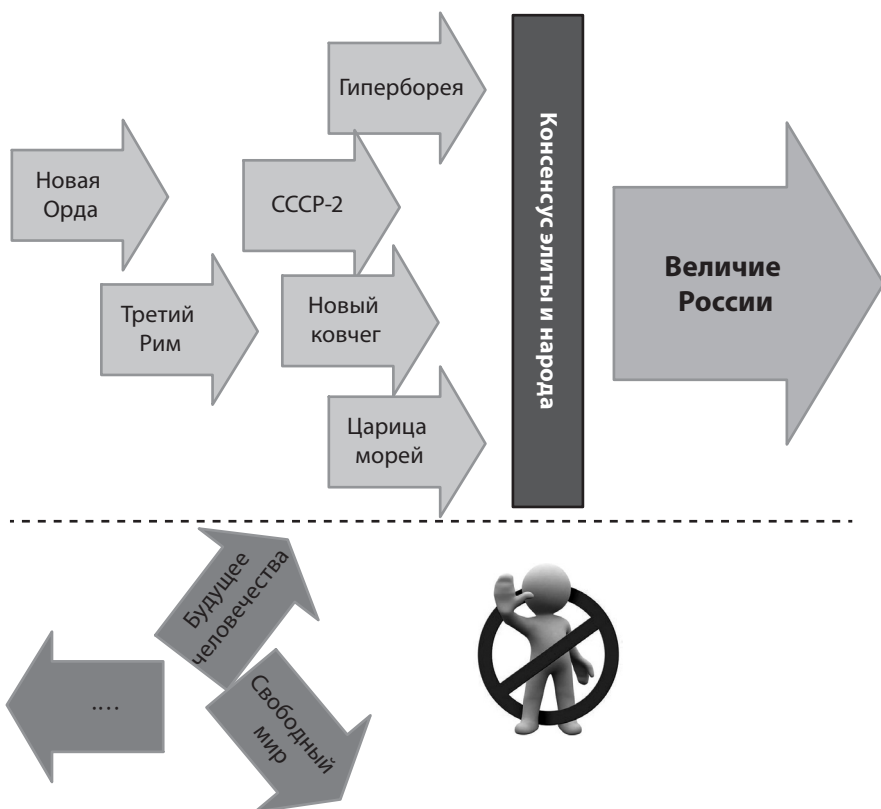 Гиперборея
Новая
Орда
СССР-2
Третий
Рим
Новый
ковчег
Царица
морей
Консенсус элиты и народа
Величие
России
Будущее
человечества
....
Свободный
мир